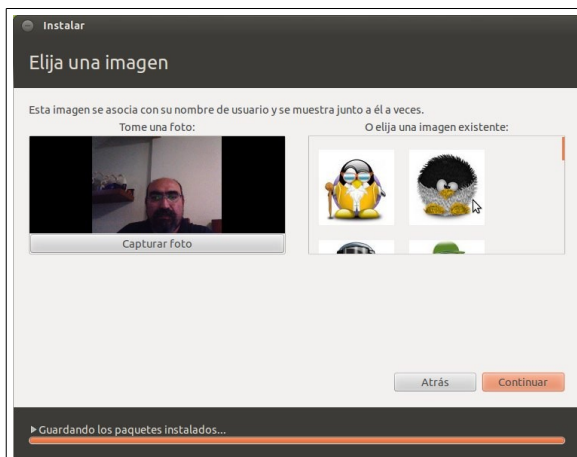 Instalar
Elija una imagen
Esta imagen se asocia con su nombre de usuario y se muestra junto a él a veces.
Tome una foto:
O elija una imagen existente:
Capturar foto
Atrás
Continuar
Guardando los paquetes instalados...